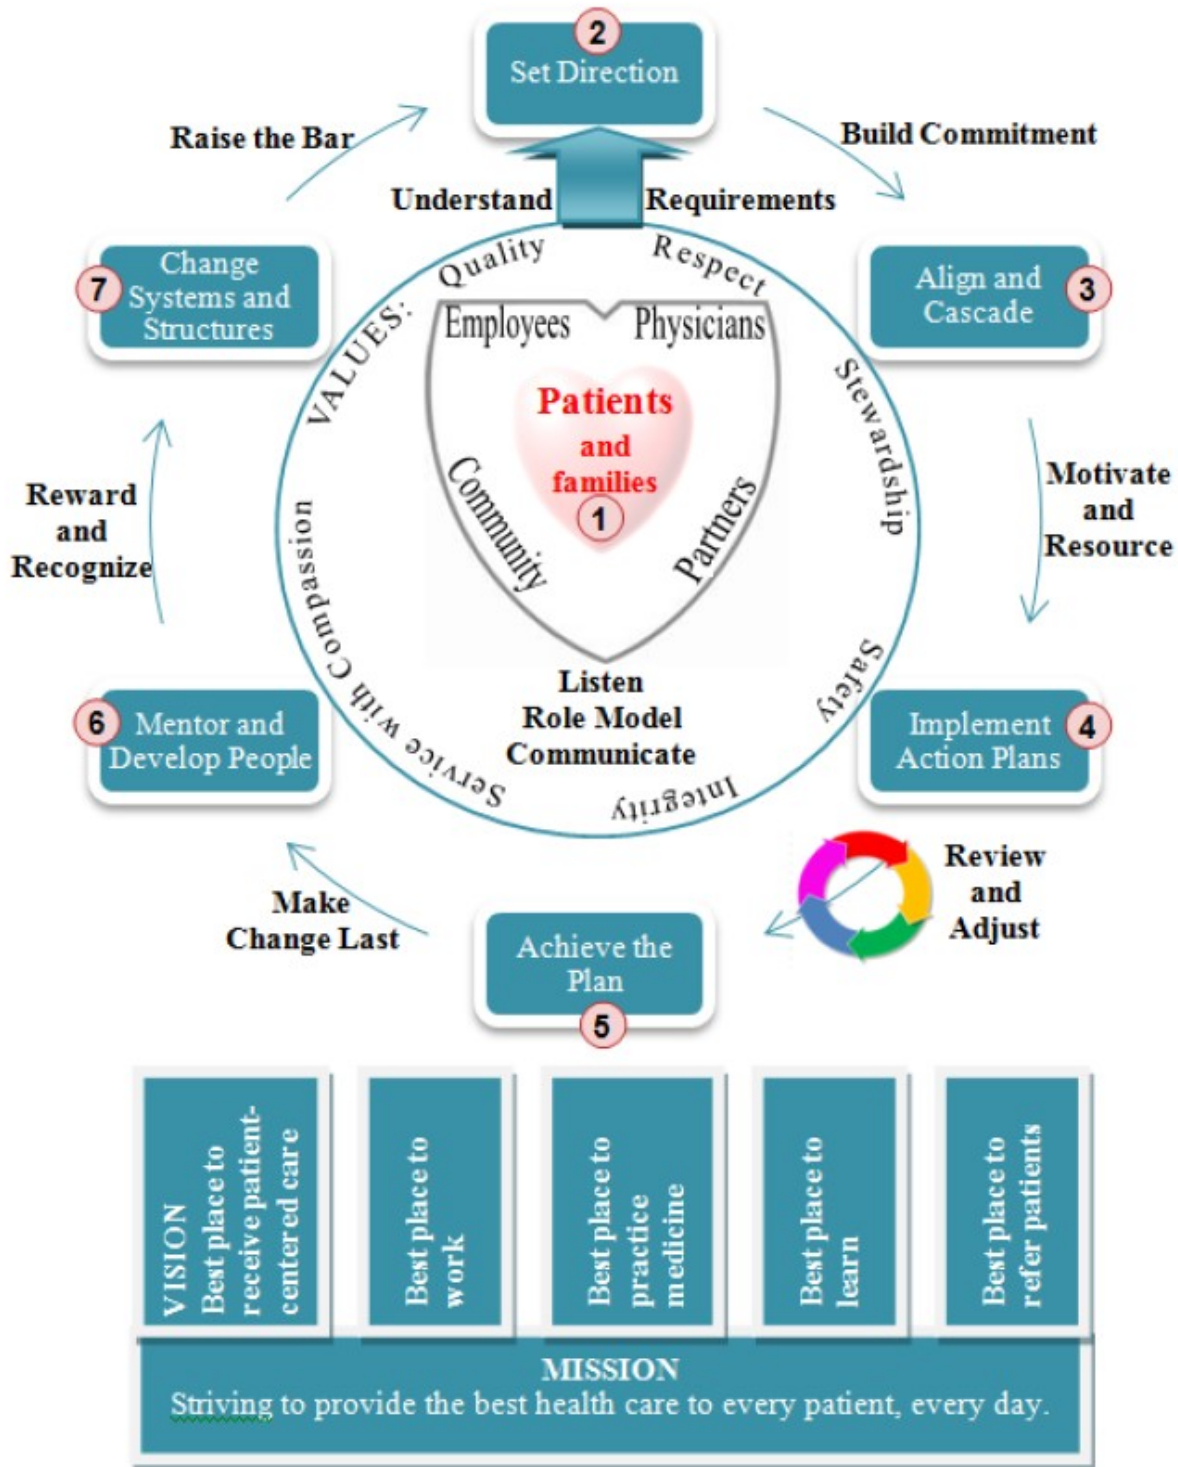 2
Set Direction
Raise the Bar
Build Commitment
Understand
Requirements
7
Change
Systems and
Structures
Align and
Cascade
3
VALUES:
Quality
Respect
Stewardship
Safety
Integrity
Service with Compassion
Employees
Physicians
Patients
and
families
1
Community
Partners
Listen
Role Model
Communicate
Reward
and
Recognize
Motivate
and
Resource
6
Mentor and
Develop People
Implement
Action Plans
4
Make
Change Last
Review
and
Adjust
Achieve the
Plan
5
VISION
Best place to
receive patient-
centered care
Best place to
work
Best place to
practice
medicine
Best place to
learn
Best place to
refer patients
MISSION
Striving to provide the best health care to every patient, every day.